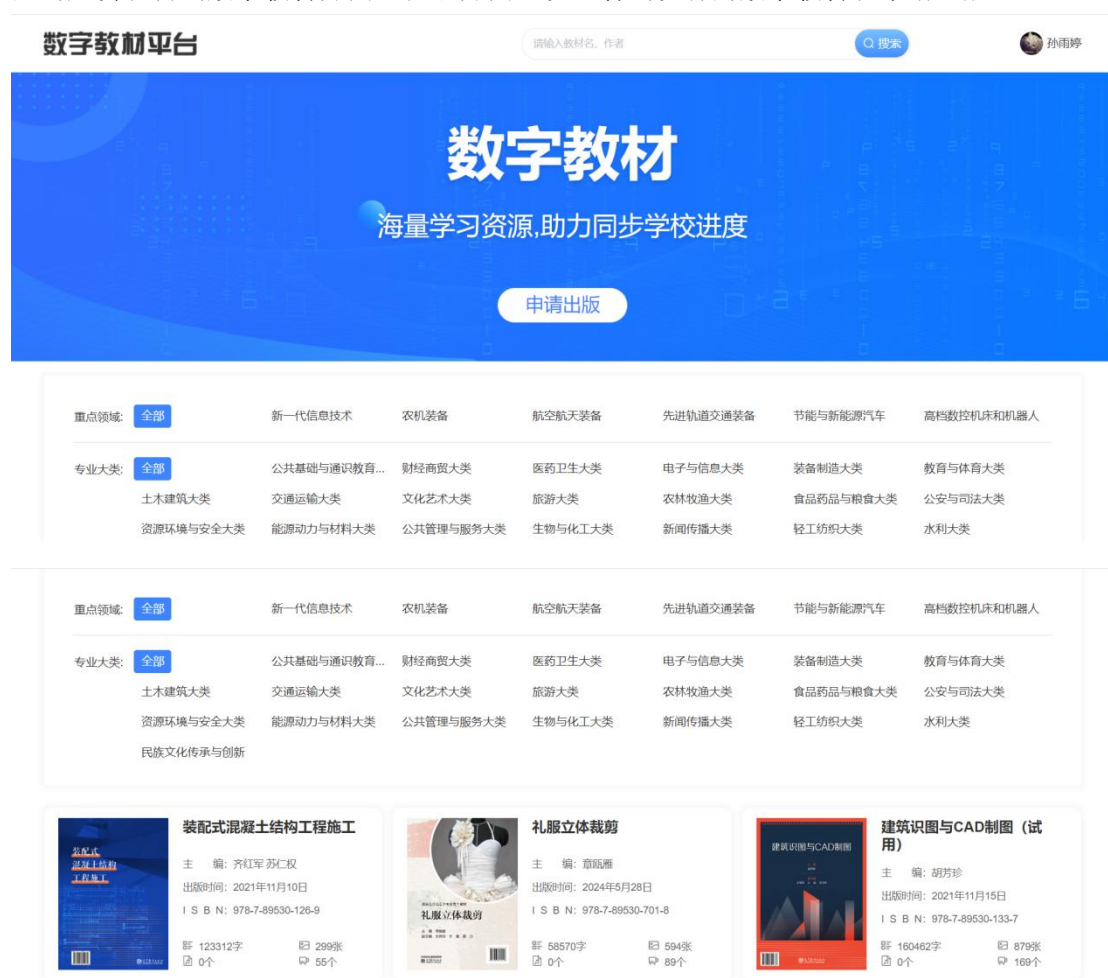 数字教材平台
请输入教材名、作者
搜索
孙雨婷
数字教材
海量学习资源,助力同步学校进度
申请出版
重点领域: 全部 新一代信息技术 农机装备 航空航天装备 先进轨道交通装备 节能与新能源汽车 高档数控机床和机器人
专业大类: 全部 公共基础与通识教育... 财经商贸大类 医药卫生大类 电子与信息大类 装备制造大类 教育与体育大类
土木建筑大类 交通运输大类 文化艺术大类 旅游大类 农林牧渔大类 食品药品与粮食大类 公安与司法大类
资源环境与安全大类 能源动力与材料大类 公共管理与服务大类 生物与化工大类 新闻传播大类 轻工纺织大类 水利大类
重点领域: 全部 新一代信息技术 农机装备 航空航天装备 先进轨道交通装备 节能与新能源汽车 高档数控机床和机器人
专业大类: 全部 公共基础与通识教育... 财经商贸大类 医药卫生大类 电子与信息大类 装备制造大类 教育与体育大类
土木建筑大类 交通运输大类 文化艺术大类 旅游大类 农林牧渔大类 食品药品与粮食大类 公安与司法大类
资源环境与安全大类 能源动力与材料大类 公共管理与服务大类 生物与化工大类 新闻传播大类 轻工纺织大类 水利大类
民族文化传承与创新
装配式
混凝土结构
工程施工
装配式混凝土结构工程施工
主 编: 齐红军 苏仁权
出版时间: 2021年11月10日
I S B N: 978-7-89530-126-9
123312字 299张
0个 55个
礼服立体裁剪
礼服立体裁剪
主 编: 章瓯雁
出版时间: 2024年5月28日
I S B N: 978-7-89530-701-8
58570字 594张
0个 89个
建筑识图与CAD制图
建筑识图与CAD制图（试
用）
主 编: 胡芳珍
出版时间: 2021年11月15日
I S B N: 978-7-89530-133-7
160462字 879张
0个 169个